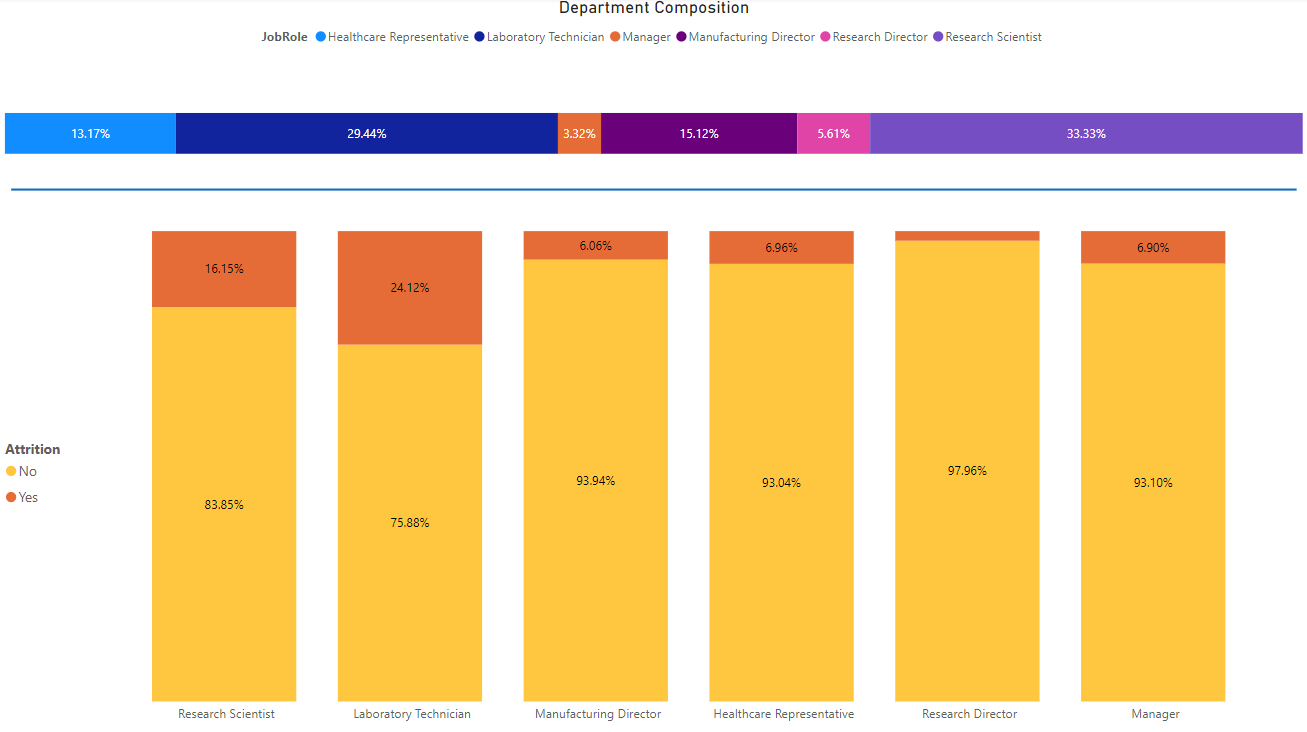 Department Composition
JobRole Healthcare Representative Laboratory Technician Manager Manufacturing Director Research Director Research Scientist
13.17% 29.44% 3.32% 15.12% 5.61% 33.33%
16.15% 24.12% 6.06% 6.96% 6.90%
Attrition
No
Yes
83.85% 75.88% 93.94% 93.04% 97.96% 93.10%
Research Scientist Laboratory Technician Manufacturing Director Healthcare Representative Research Director Manager